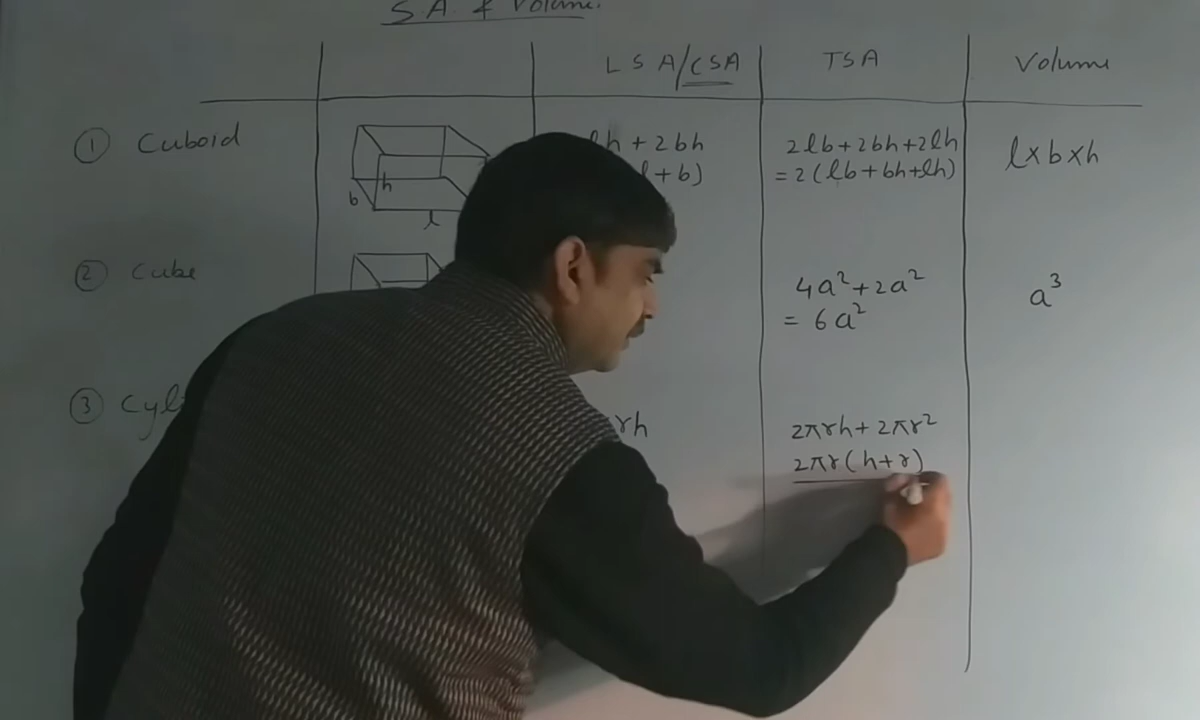 SA & Volume.
LSA/CSA TSA Volume
① Cuboid
h + 2bh
l+b)
2lb+2bh+2lh
=2(lb+bh+lh)
l×b×h
b h l
② Cube
4a²+2a²
= 6a²
a³
③ Cyl
rh
2πrh+2πr²
2πr(h+r)